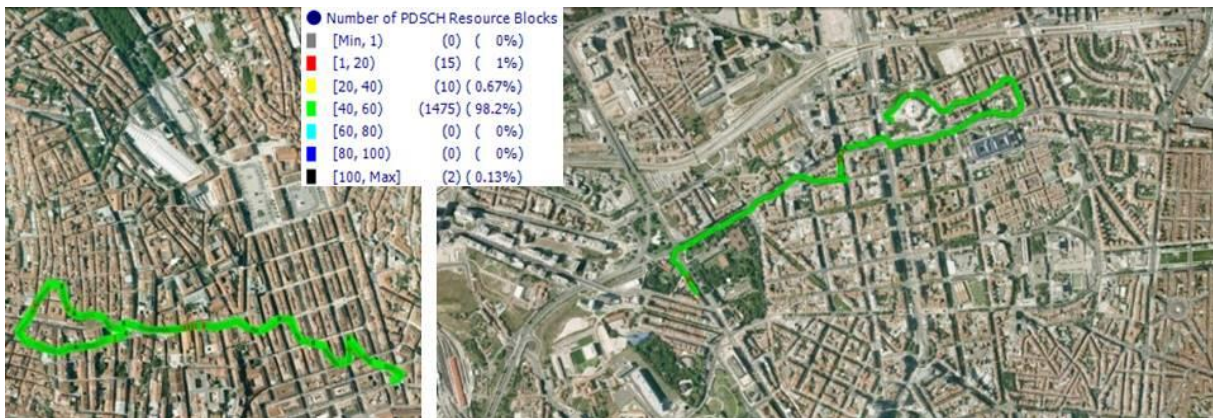 Number of PDSCH Resource Blocks
[Min, 1) (0) ( 0%)
[1, 20) (15) ( 1%)
[20, 40) (10) ( 0.67%)
[40, 60) (1475) ( 98.2%)
[60, 80) (0) ( 0%)
[80, 100) (0) ( 0%)
[100, Max] (2) ( 0.13%)